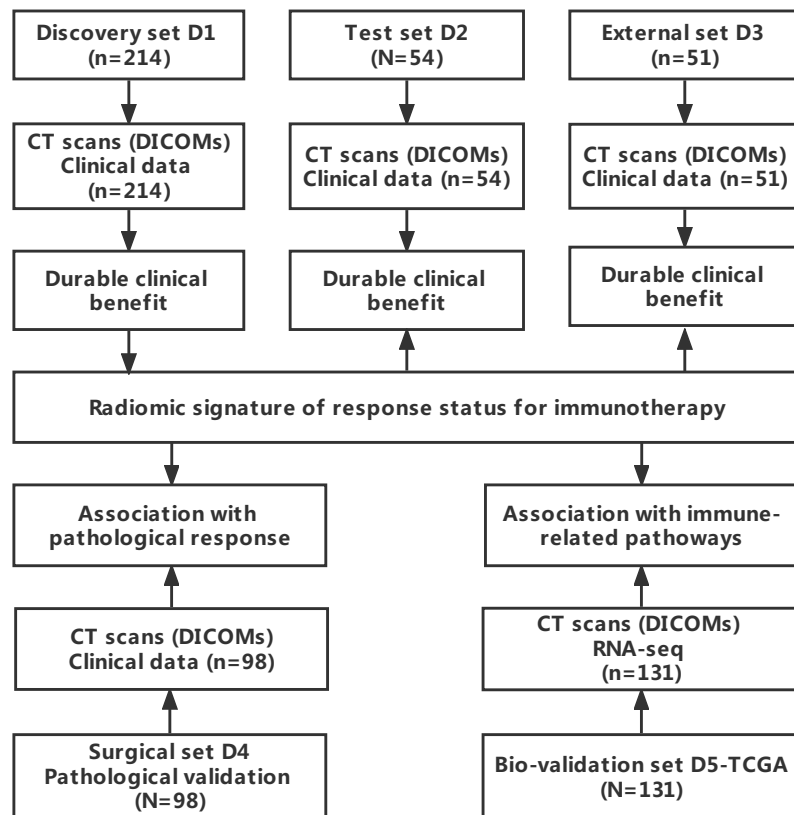 Discovery set D1
(n=214)
Test set D2
(N=54)
External set D3
(n=51)
CT scans (DICOMs)
Clinical data
(n=214)
CT scans (DICOMs)
Clinical data (n=54)
CT scans (DICOMs)
Clinical data (n=51)
Durable clinical
benefit
Durable clinical
benefit
Durable clinical
benefit
Radiomic signature of response status for immunotherapy
Association with
pathological response
Association with immune-
related pathoways
CT scans (DICOMs)
Clinical data (n=98)
CT scans (DICOMs)
RNA-seq
(n=131)
Surgical set D4
Pathological validation
(N=98)
Bio-validation set D5-TCGA
(N=131)